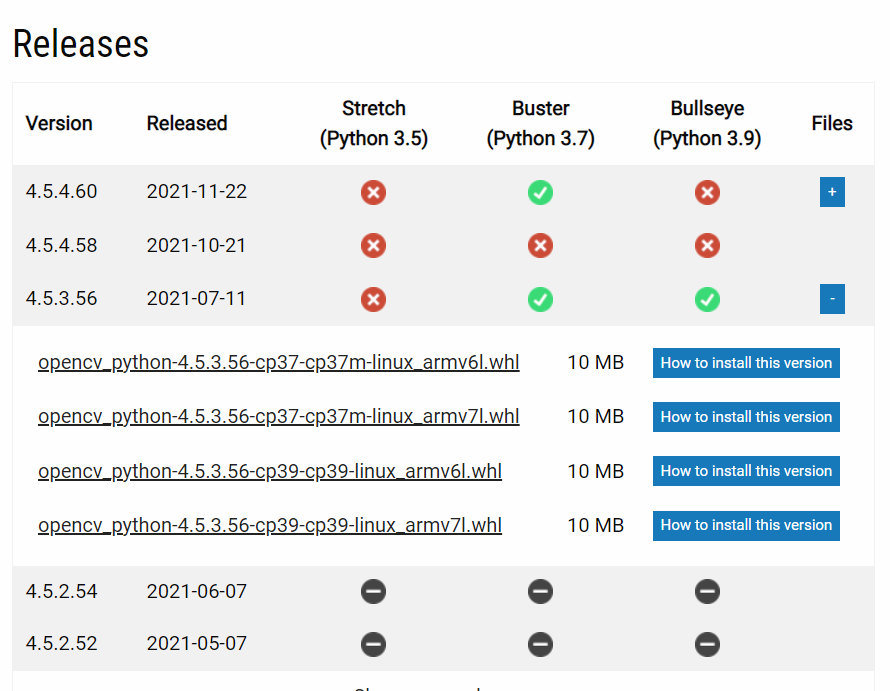 Releases
Version Released Stretch (Python 3.5) Buster (Python 3.7) Bullseye (Python 3.9) Files
4.5.4.60 2021-11-22 +
4.5.4.58 2021-10-21
4.5.3.56 2021-07-11 -
opencv_python-4.5.3.56-cp37-cp37m-linux_armv6l.whl 10 MB How to install this version
opencv_python-4.5.3.56-cp37-cp37m-linux_armv7l.whl 10 MB How to install this version
opencv_python-4.5.3.56-cp39-cp39-linux_armv6l.whl 10 MB How to install this version
opencv_python-4.5.3.56-cp39-cp39-linux_armv7l.whl 10 MB How to install this version
4.5.2.54 2021-06-07
4.5.2.52 2021-05-07